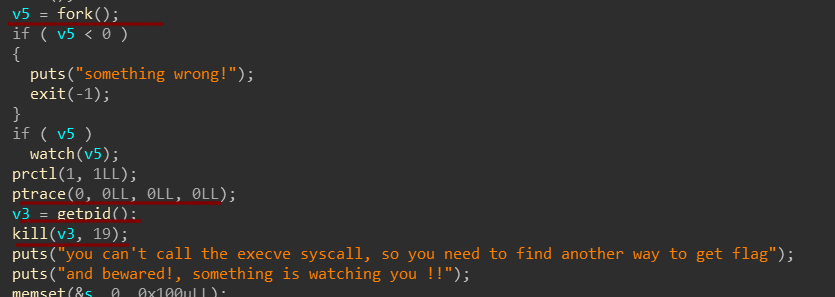 v5 = fork();
if ( v5 < 0 )
{
puts("something wrong!");
exit(-1);
}
if ( v5 )
watch(v5);
prctl(1, 1LL);
ptrace(0, 0LL, 0LL, 0LL);
v3 = getpid();
kill(v3, 19);
puts("you can't call the execve syscall, so you need to find another way to get flag");
puts("and bewared!, something is watching you !!");
memset(&s, 0, 0x100uLL);